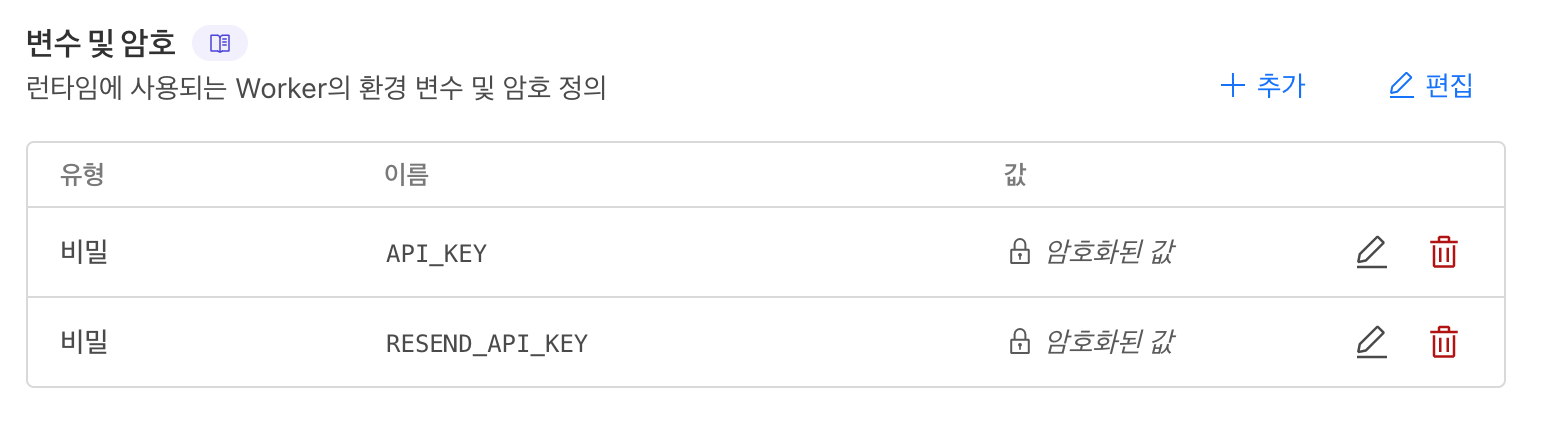 변수 및 암호
런타임에 사용되는 Worker의 환경 변수 및 암호 정의
추가 편집
유형 이름 값
비밀 API_KEY 암호화된 값
비밀 RESEND_API_KEY 암호화된 값